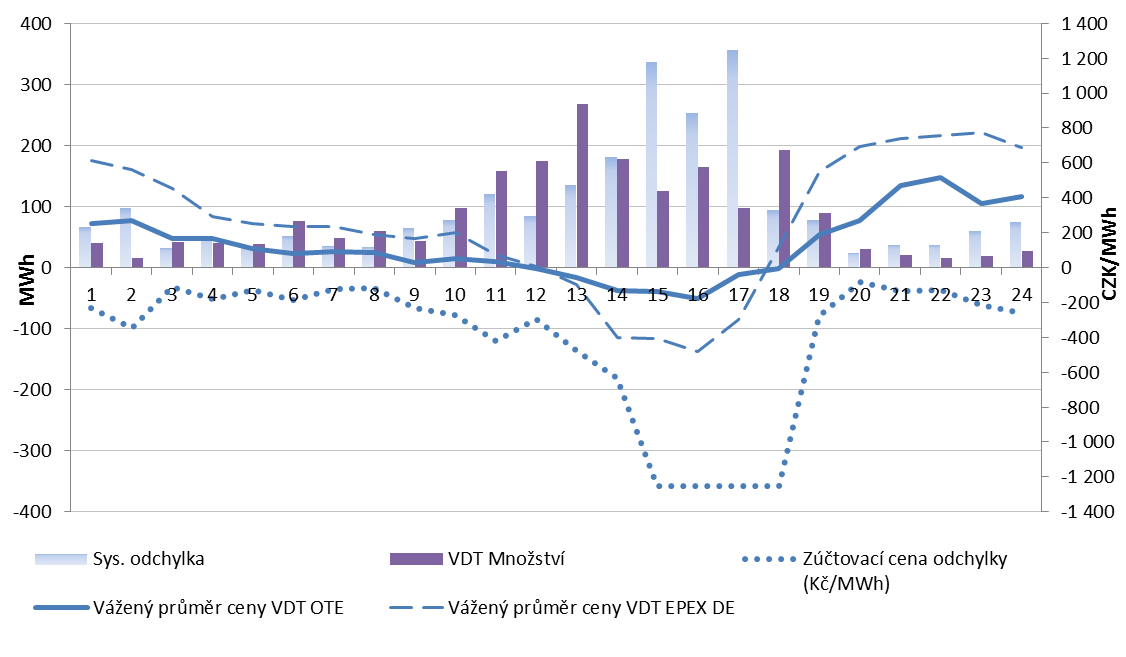 400
300
200
100
0
-100
-200
-300
-400
MWh
1 2 3 4 5 6 7 8 9 10 11 12 13 14 15 16 17 18 19 20 21 22 23 24
1 400
1 200
1 000
800
600
400
200
0
-200
-400
-600
-800
-1 000
-1 200
-1 400
CZK/MWh
Sys. odchylka
VDT Množství
Zúčtovací cena odchylky
(Kč/MWh)
Vážený průměr ceny VDT OTE
Vážený průměr ceny VDT EPEX DE